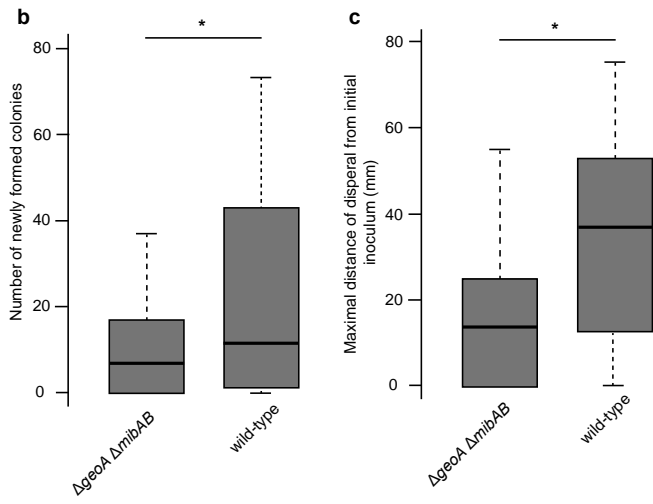 b
*
80
60
40
20
0
Number of newly formed colonies
ΔgeoA ΔmibAB
wild-type
c
*
80
60
40
20
0
Maximal distance of disperal from initial
inoculum (mm)
ΔgeoA ΔmibAB
wild-type